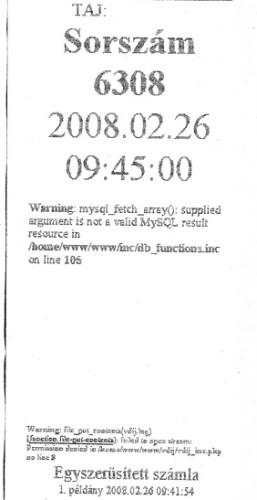 TAJ:
Sorszám
6308
2008.02.26
09:45:00
Warning: mysql_fetch_array(): supplied
argument is not a valid MySQL result
resource in
/home/www/www/inc/db_functions.inc
on line 106
Warning: file_put_contents(vdij.log)
[function.file-put-contents]: failed to open stream:
Permission denied in /home/www/www/vdij/vdij_inc.php
on line 8
Egyszerűsített számla
1. példány 2008.02.26 09:41:54